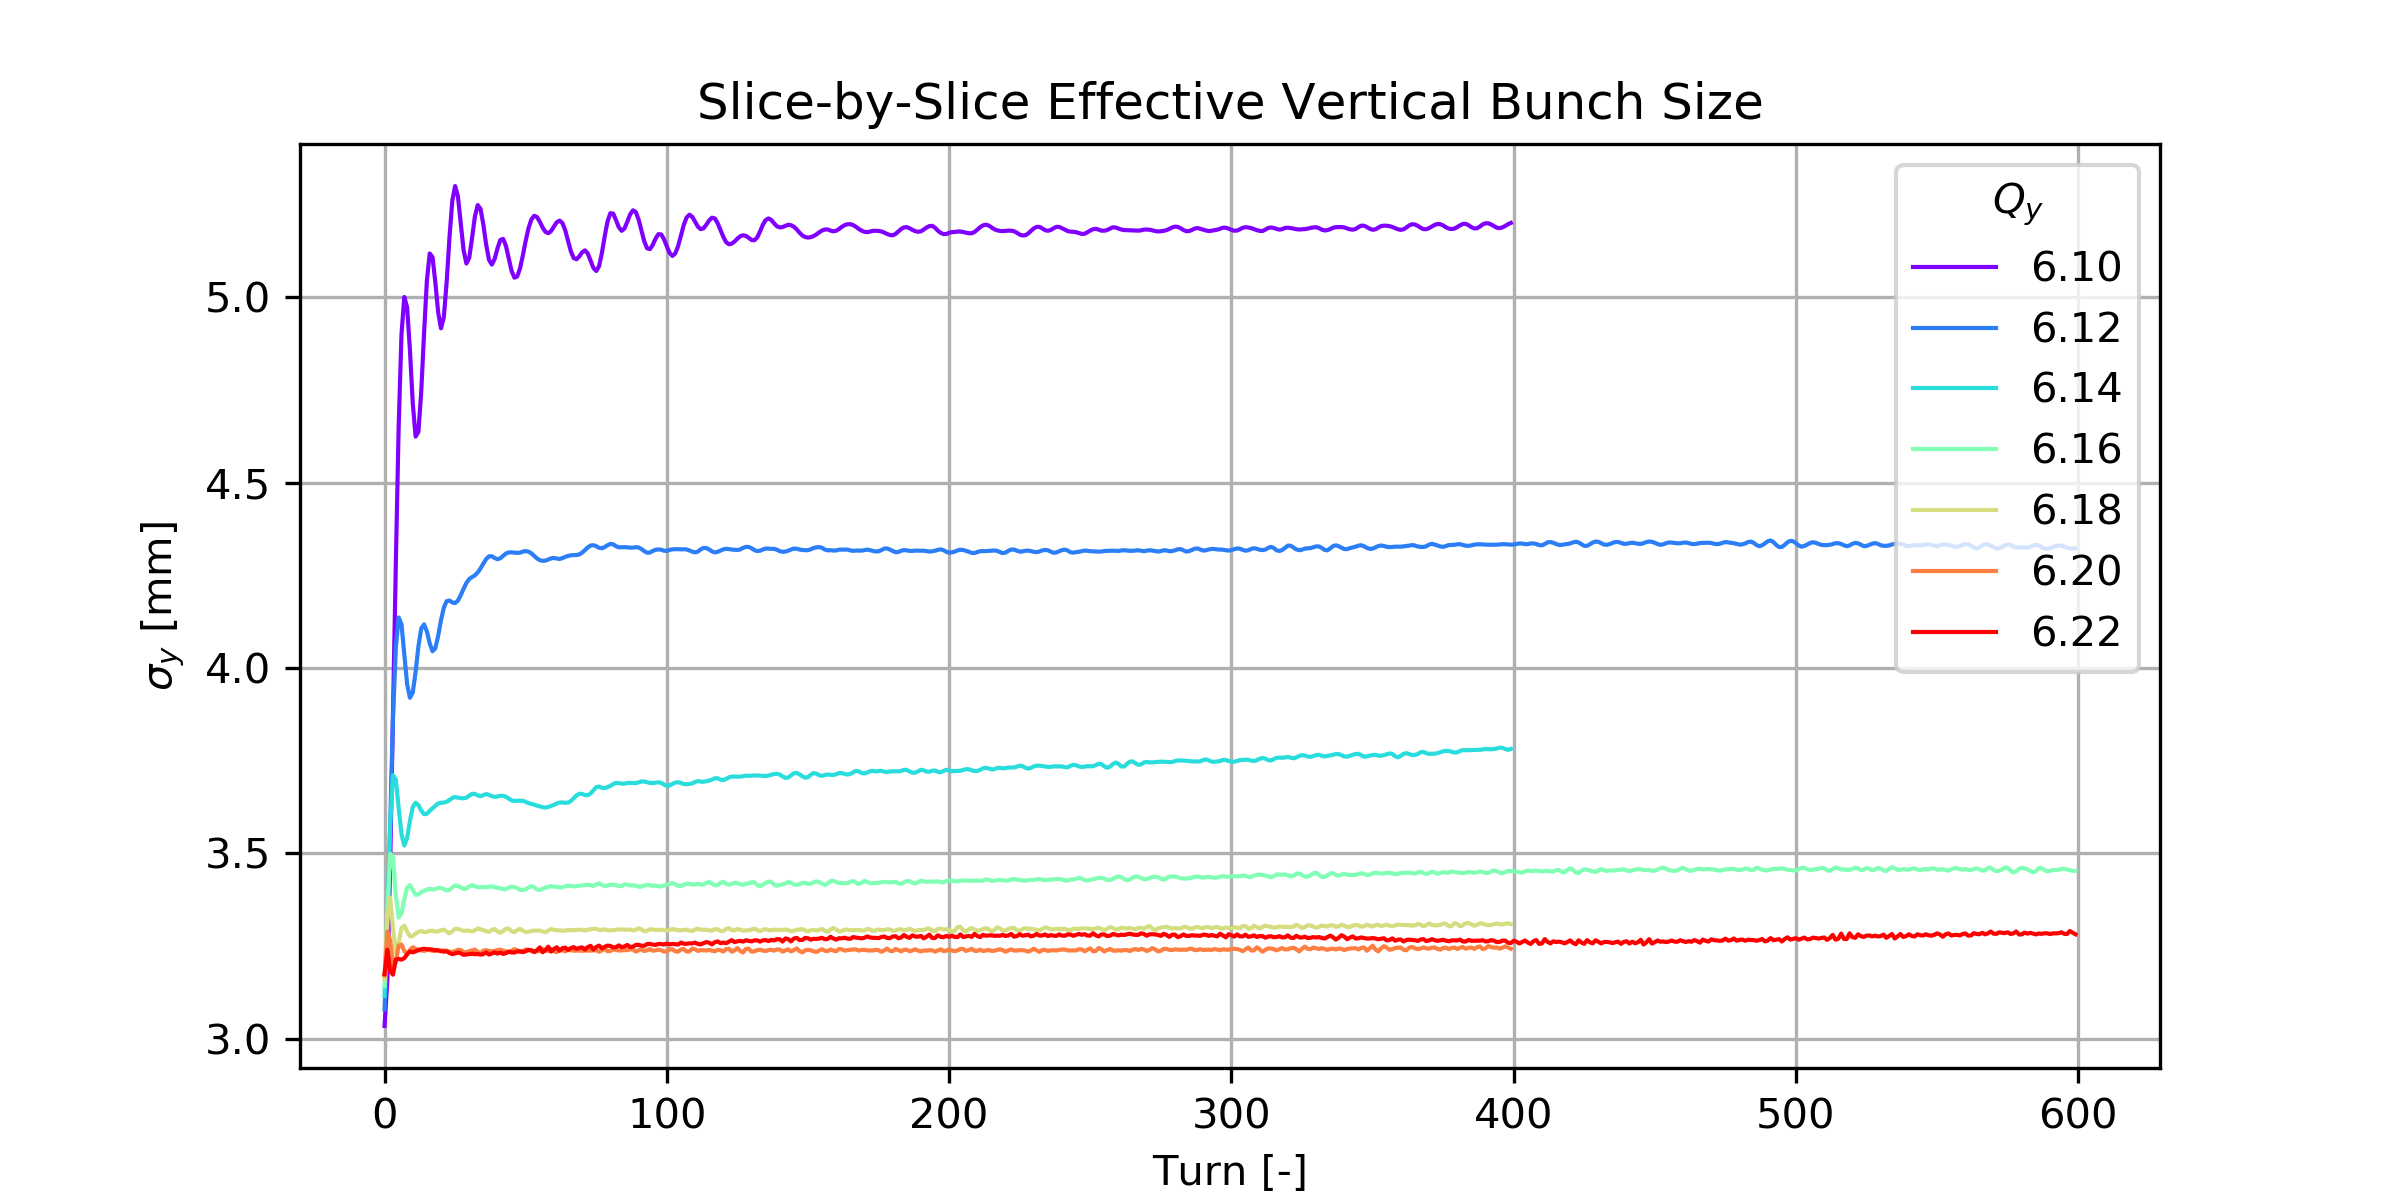 Slice-by-Slice Effective Vertical Bunch Size
σy [mm]
5.0
4.5
4.0
3.5
3.0
Qy
6.10
6.12
6.14
6.16
6.18
6.20
6.22
0 100 200 300 400 500 600
Turn [-]